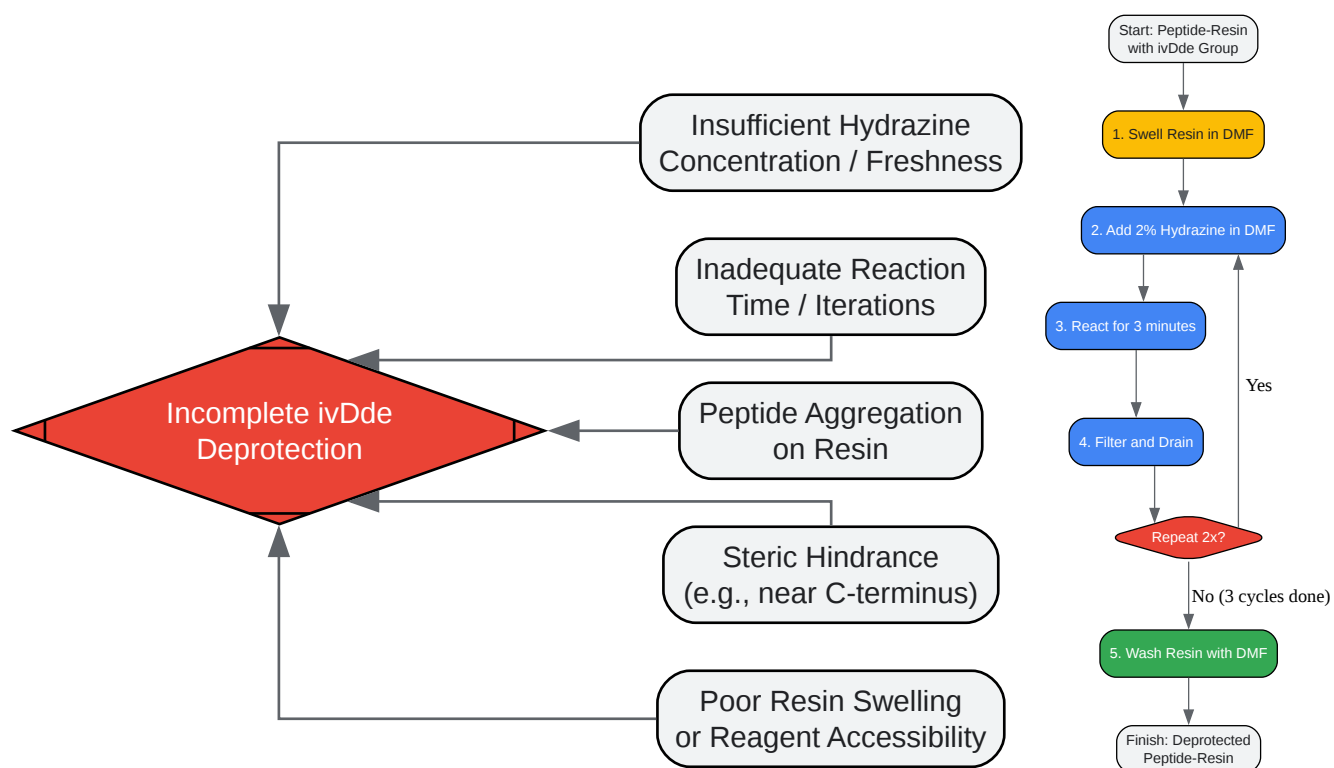 Insufficient Hydrazine
Concentration / Freshness
Inadequate Reaction
Time / Iterations
Incomplete ivDde
Deprotection
Peptide Aggregation
on Resin
Steric Hindrance
(e.g., near C-terminus)
Poor Resin Swelling
or Reagent Accessibility
Start: Peptide-Resin
with ivDde Group
1. Swell Resin in DMF
2. Add 2% Hydrazine in DMF
3. React for 3 minutes
Yes
4. Filter and Drain
Repeat 2x?
No (3 cycles done)
5. Wash Resin with DMF
Finish: Deprotected
Peptide-Resin